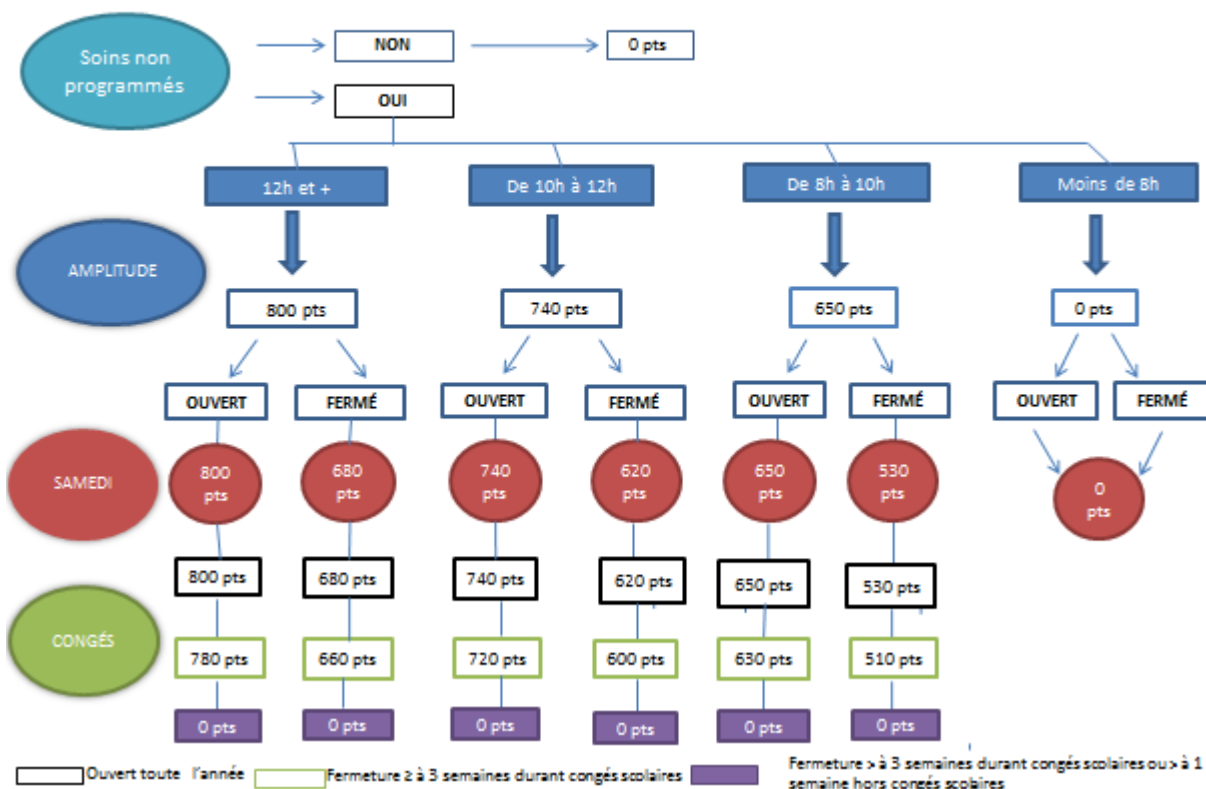 Soins non
programmés
NON
0 pts
OUI
12h et +
De 10h à 12h
De 8h à 10h
Moins de 8h
AMPLITUDE
800 pts
740 pts
650 pts
0 pts
OUVERT
FERMÉ
OUVERT
FERMÉ
OUVERT
FERMÉ
OUVERT
FERMÉ
SAMEDI
800
pts
680
pts
740
pts
620
pts
650
pts
530
pts
0
pts
CONGÉS
800 pts
680 pts
740 pts
620 pts
650 pts
530 pts
780 pts
660 pts
720 pts
600 pts
630 pts
510 pts
0 pts
0 pts
0 pts
0 pts
0 pts
0 pts
Ouvert toute l'année
Fermeture ≥ à 3 semaines durant congés scolaires
Fermeture > à 3 semaines durant congés scolaires ou > à 1
semaine hors congés scolaires